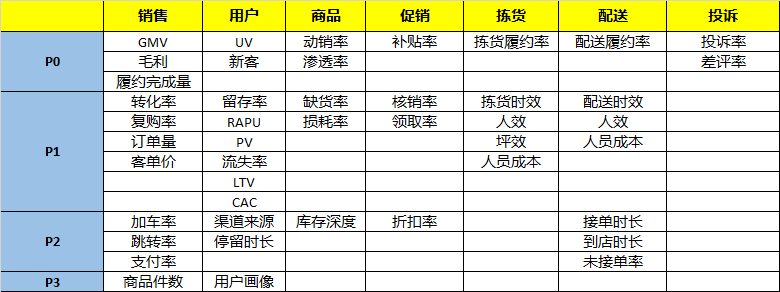 销售 用户 商品 促销 拣货 配送 投诉
P0 GMV UV 动销率 补贴率 拣货履约率 配送履约率 投诉率
毛利 新客 渗透率 差评率
履约完成量
P1 转化率 留存率 缺货率 核销率 拣货时效 配送时效
复购率 RAPU 损耗率 领取率 人效 人效
订单量 PV 坪效 人员成本
客单价 流失率 人员成本
LTV
CAC
P2 加车率 渠道来源 库存深度 折扣率 接单时长
跳转率 停留时长 到店时长
支付率 未接单率
P3 商品件数 用户画像